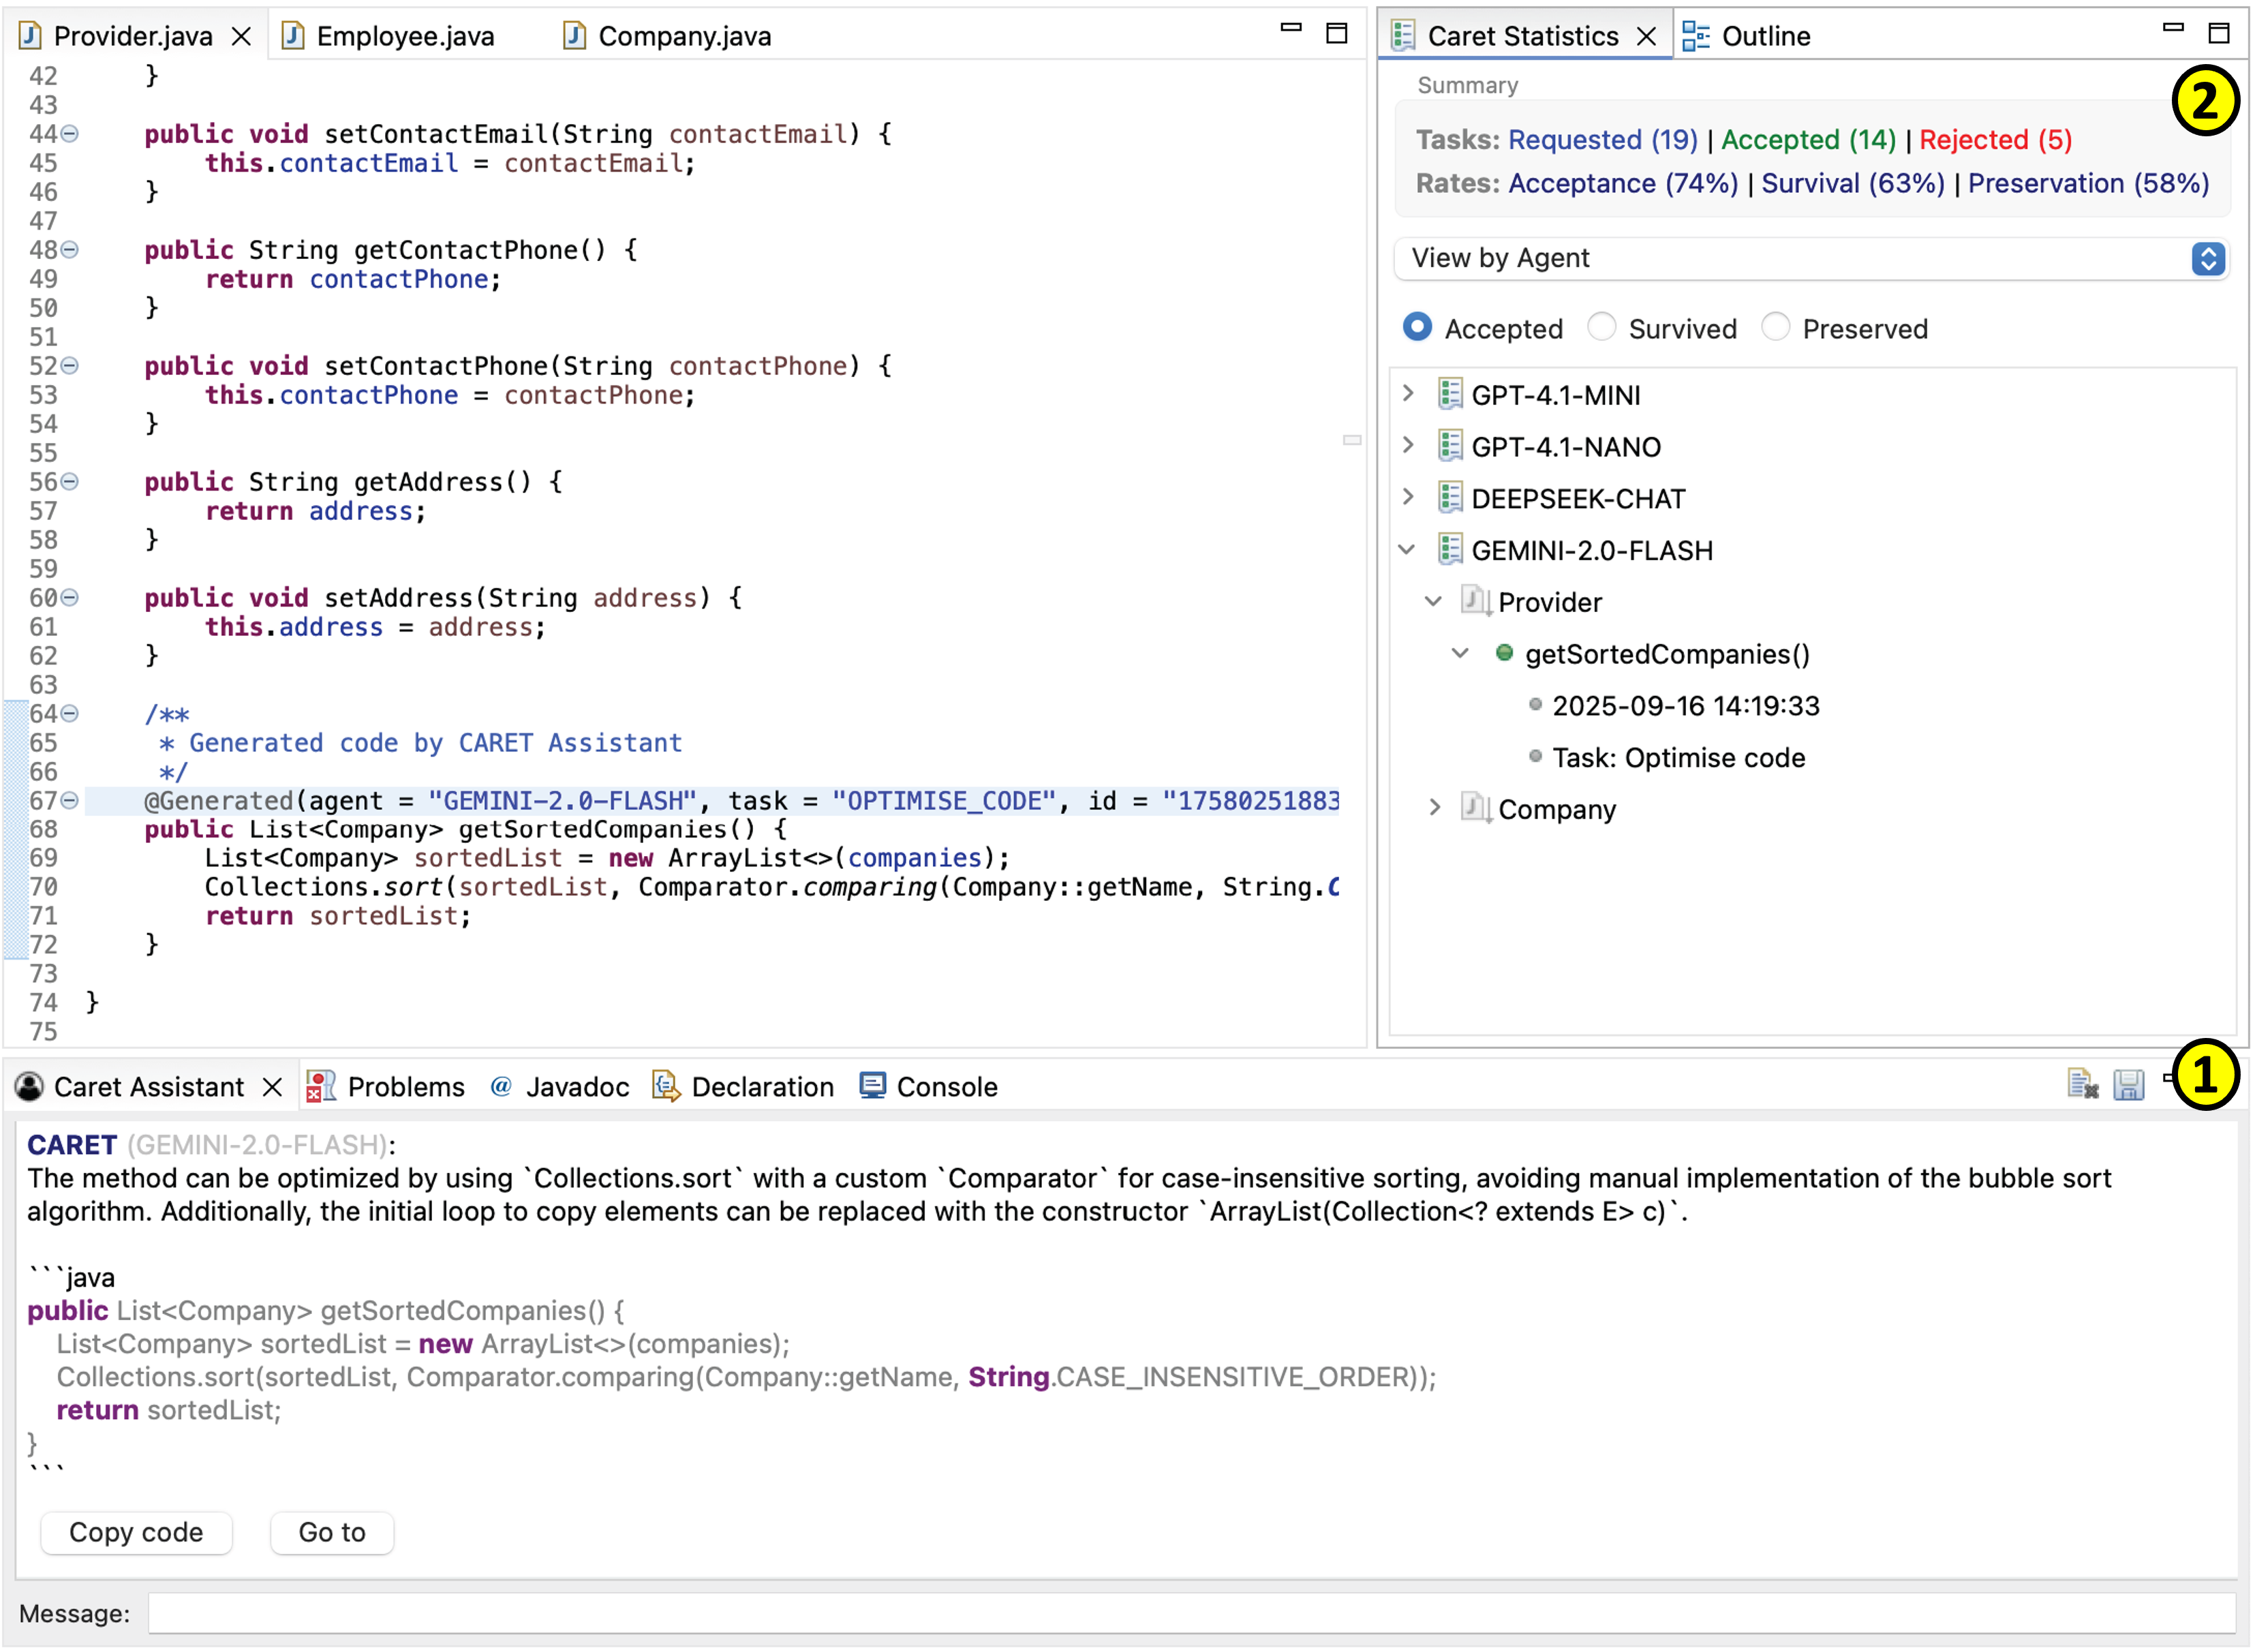 Provider.java
Employee.java
Company.java
42 }
43
44 public void setContactEmail(String contactEmail) {
45 this.contactEmail = contactEmail;
46 }
47
48 public String getContactPhone() {
49 return contactPhone;
50 }
51
52 public void setContactPhone(String contactPhone) {
53 this.contactPhone = contactPhone;
54 }
55
56 public String getAddress() {
57 return address;
58 }
59
60 public void setAddress(String address) {
61 this.address = address;
62 }
63
64 /**
65 * Generated code by CARET Assistant
66 */
67 @Generated(agent = "GEMINI-2.0-FLASH", task = "OPTIMISE_CODE", id = "17580251883
68 public List<Company> getSortedCompanies() {
69 List<Company> sortedList = new ArrayList<>(companies);
70 Collections.sort(sortedList, Comparator.comparing(Company::getName, String.C
71 return sortedList;
72 }
73
74 }
75
Caret Statistics
Outline
2
Summary
Tasks: Requested (19) | Accepted (14) | Rejected (5)
Rates: Acceptance (74%) | Survival (63%) | Preservation (58%)
View by Agent
Accepted Survived Preserved
GPT-4.1-MINI
GPT-4.1-NANO
DEEPSEEK-CHAT
GEMINI-2.0-FLASH
Provider
getSortedCompanies()
2025-09-16 14:19:33
Task: Optimise code
Company
Caret Assistant
Problems
@ Javadoc
Declaration
Console
1
CARET (GEMINI-2.0-FLASH):
The method can be optimized by using `Collections.sort` with a custom `Comparator` for case-insensitive sorting, avoiding manual implementation of the bubble sort
algorithm. Additionally, the initial loop to copy elements can be replaced with the constructor `ArrayList(Collection<? extends E> c)`.
```java
public List<Company> getSortedCompanies() {
List<Company> sortedList = new ArrayList<>(companies);
Collections.sort(sortedList, Comparator.comparing(Company::getName, String.CASE_INSENSITIVE_ORDER));
return sortedList;
}
```
Copy code
Go to
Message: